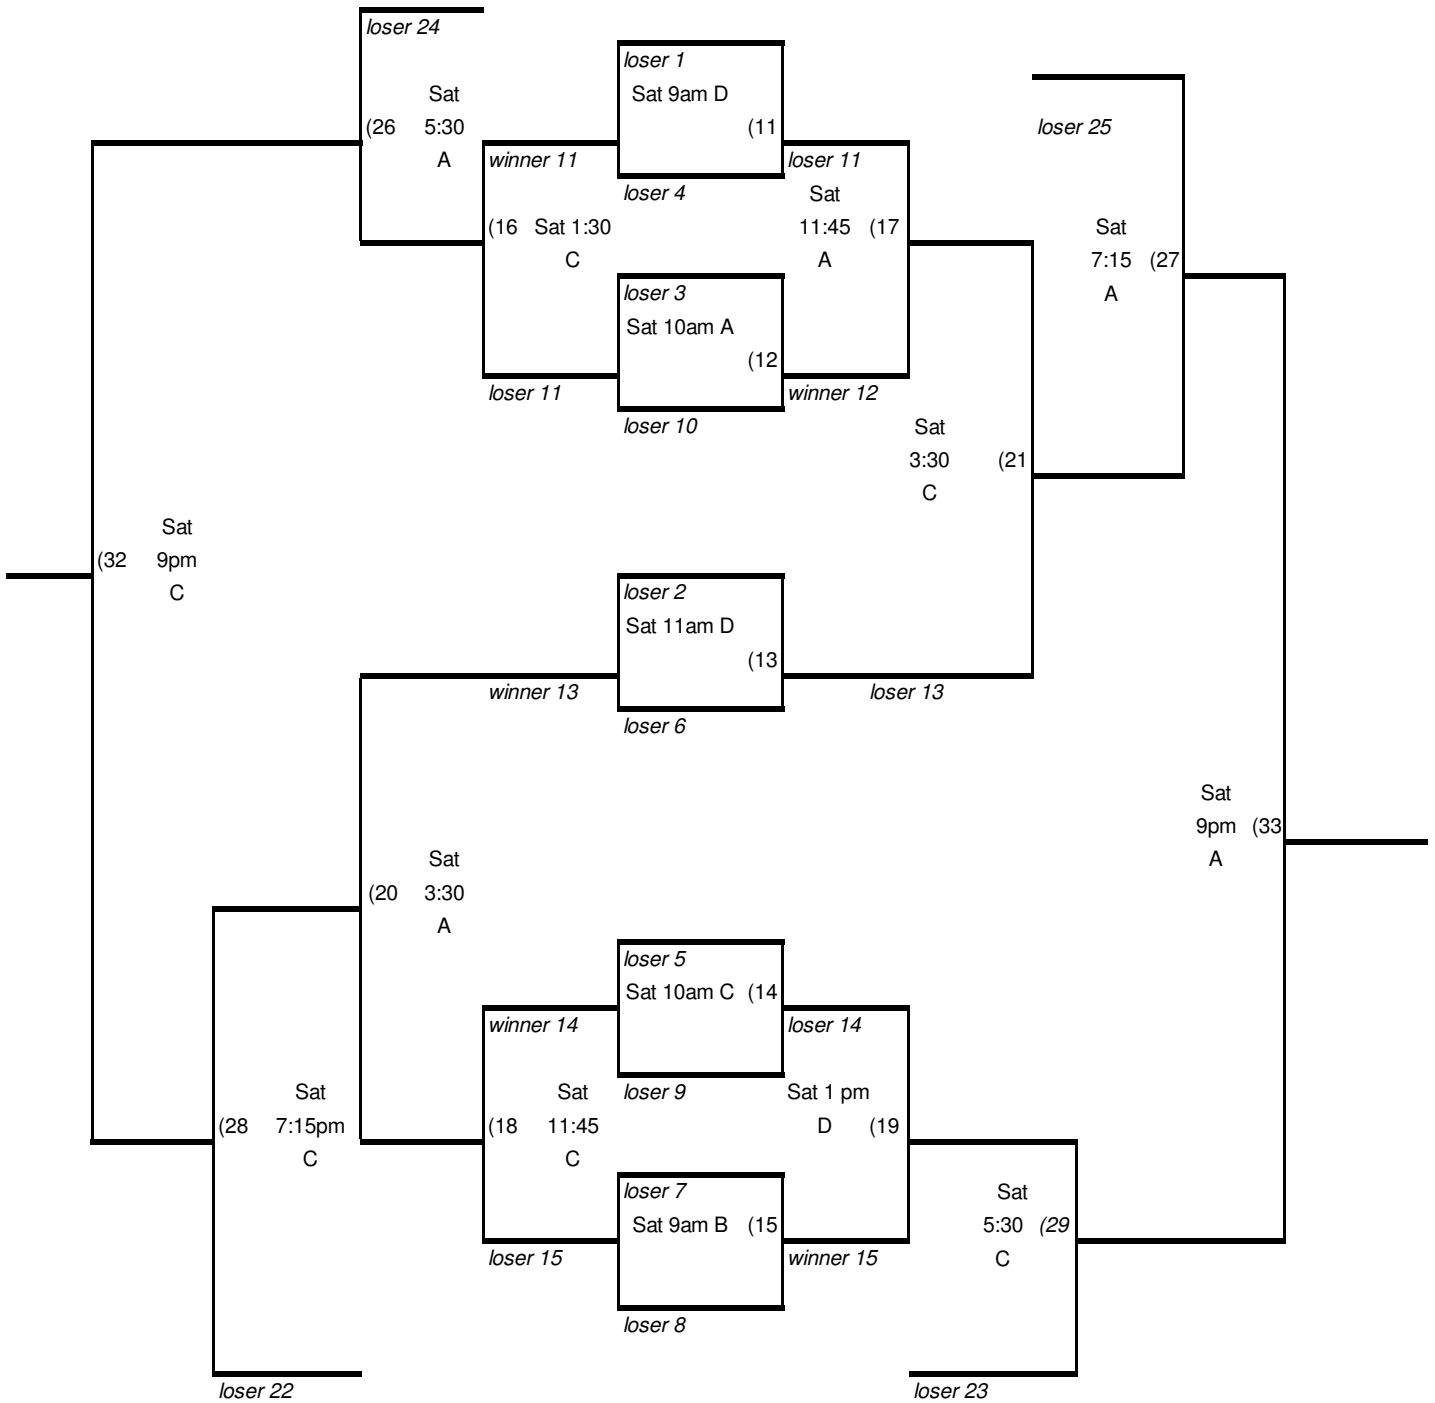 loser 24
loser 1
Sat
Sat 9am D
(26 5:30
(11
loser 25
A
winner 11
loser 11
loser 4
Sat
(16 Sat 1:30
11:45 (17
Sat
C
A
7:15 (27
loser 3
A
Sat 10am A
(12
loser 11
winner 12
loser 10
Sat
3:30 (21
C
Sat
(32 9pm
C
loser 2
Sat 11am D
(13
winner 13
loser 13
loser 6
Sat
9pm (33
A
Sat
(20 3:30
A
loser 5
Sat 10am C (14
winner 14
loser 14
Sat
Sat
loser 9
Sat 1 pm
(28 7:15pm
(18 11:45
D (19
C
C
loser 7
Sat
Sat 9am B (15
5:30 (29
loser 15
winner 15
C
loser 8
loser 22
loser 23